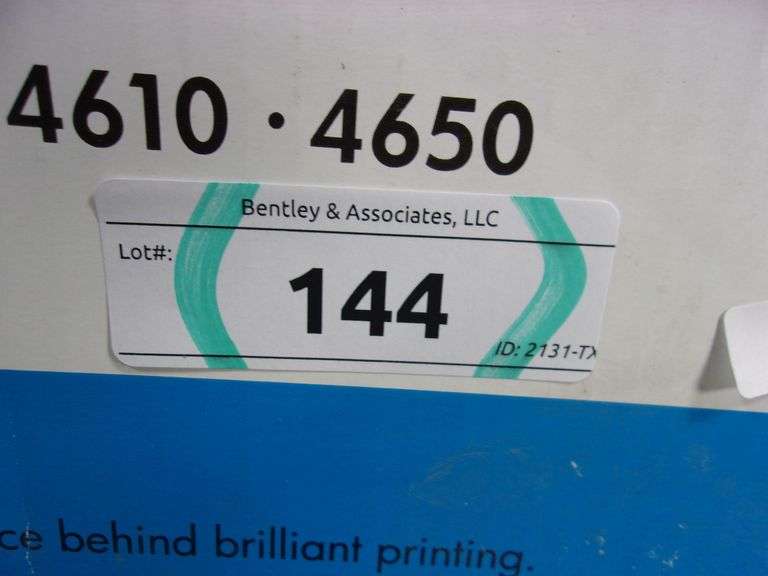 4610 · 4650
Bentley & Associates, LLC
Lot#:
144
ID: 2131-TX
ce behind brilliant printing.